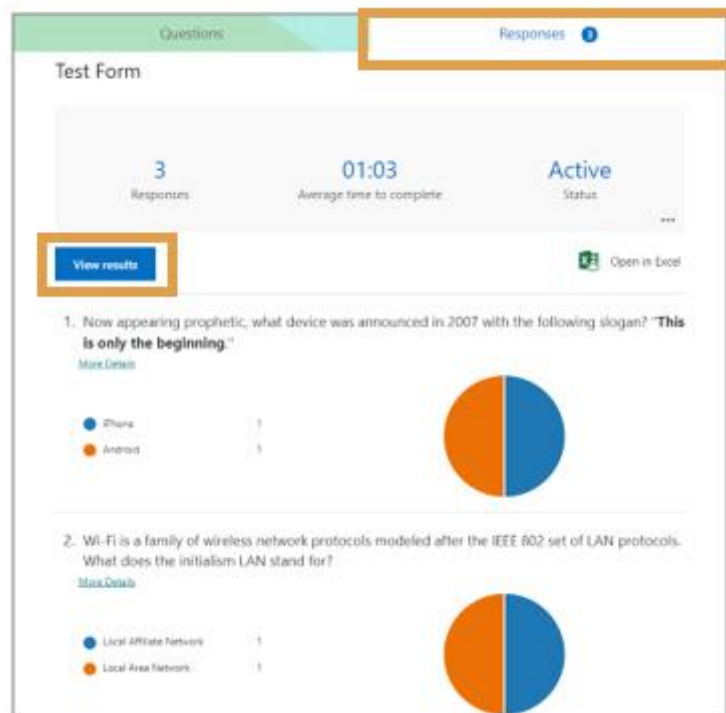 Questions
Responses 3
Test Form
3
Responses
01:03
Average time to complete
Active
Status
...
View results
Open in Excel
1. Now appearing prophetic, what device was announced in 2007 with the following slogan? "This
is only the beginning."
More Details
iPhone 1
Android 1
2. Wi-Fi is a family of wireless network protocols modeled after the IEEE 802 set of LAN protocols.
What does the initialism LAN stand for?
More Details
Local Affiliate Network 1
Local Area Network 1